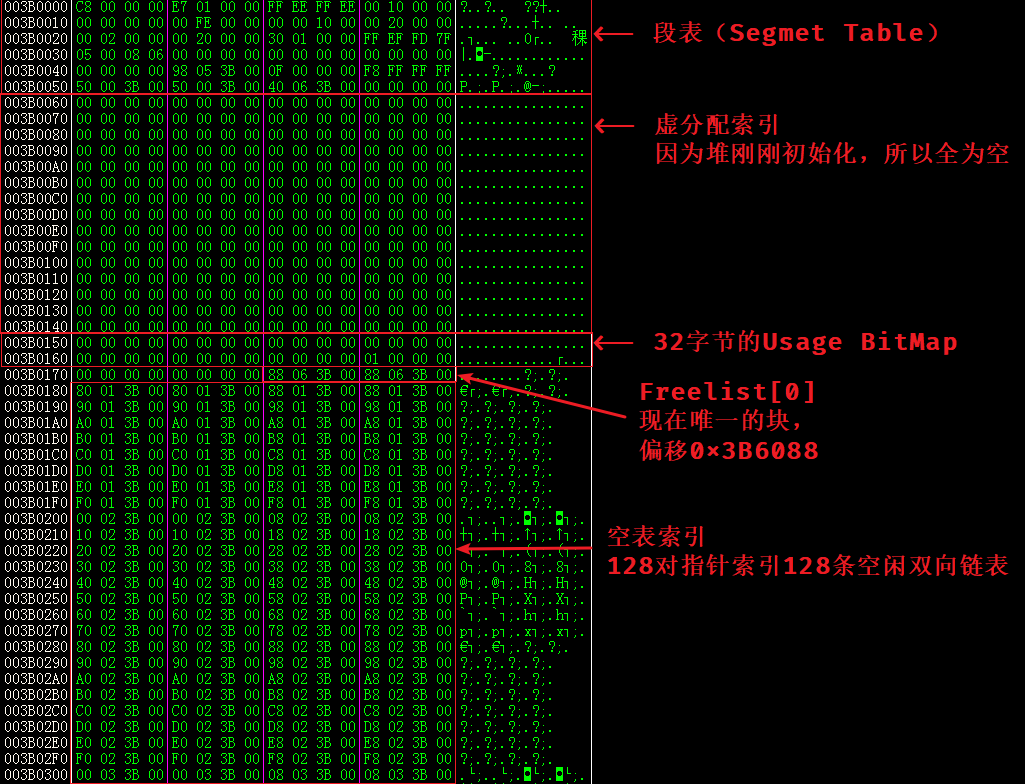 003B0000 C8 00 00 00 E7 01 00 00 FF EE FF EE 00 10 00 00
003B0010 00 00 00 00 00 FE 00 00 00 00 10 00 00 20 00 00
003B0020 00 02 00 00 00 20 00 00 30 01 00 00 FF EF FD 7F
段表（Segmet Table）
003B0030 05 00 08 06 00 00 00 00 00 00 00 00 00 00 00 00
003B0040 00 00 00 00 98 05 3B 00 0F 00 00 00 F8 FF FF FF
003B0050 50 00 3B 00 50 00 3B 00 40 06 3B 00 00 00 00 00
003B0060 00 00 00 00 00 00 00 00 00 00 00 00 00 00 00 00 ................
003B0070 00 00 00 00 00 00 00 00 00 00 00 00 00 00 00 00 ................
虚分配索引
003B0080 00 00 00 00 00 00 00 00 00 00 00 00 00 00 00 00 ................
003B0090 00 00 00 00 00 00 00 00 00 00 00 00 00 00 00 00 ................
因为堆刚刚初始化，所以全为空
003B00A0 00 00 00 00 00 00 00 00 00 00 00 00 00 00 00 00 ................
003B00B0 00 00 00 00 00 00 00 00 00 00 00 00 00 00 00 00 ................
003B00C0 00 00 00 00 00 00 00 00 00 00 00 00 00 00 00 00 ................
003B00D0 00 00 00 00 00 00 00 00 00 00 00 00 00 00 00 00 ................
003B00E0 00 00 00 00 00 00 00 00 00 00 00 00 00 00 00 00 ................
003B00F0 00 00 00 00 00 00 00 00 00 00 00 00 00 00 00 00 ................
003B0100 00 00 00 00 00 00 00 00 00 00 00 00 00 00 00 00 ................
003B0110 00 00 00 00 00 00 00 00 00 00 00 00 00 00 00 00 ................
003B0120 00 00 00 00 00 00 00 00 00 00 00 00 00 00 00 00 ................
003B0130 00 00 00 00 00 00 00 00 00 00 00 00 00 00 00 00 ................
003B0140 00 00 00 00 00 00 00 00 00 00 00 00 00 00 00 00 ................
003B0150 00 00 00 00 00 00 00 00 00 00 00 00 00 00 00 00 ................
32字节的Usage BitMap
003B0160 00 00 00 00 00 00 00 00 00 00 00 00 01 00 00 00
003B0170 00 00 00 00 00 00 00 00 88 06 3B 00 88 06 3B 00
003B0180 80 01 3B 00 80 01 3B 00 88 01 3B 00 88 01 3B 00
Freelist[0]
003B0190 90 01 3B 00 90 01 3B 00 98 01 3B 00 98 01 3B 00
003B01A0 A0 01 3B 00 A0 01 3B 00 A8 01 3B 00 A8 01 3B 00
现在唯一的块，
003B01B0 B0 01 3B 00 B0 01 3B 00 B8 01 3B 00 B8 01 3B 00
003B01C0 C0 01 3B 00 C0 01 3B 00 C8 01 3B 00 C8 01 3B 00
偏移0×3B6088
003B01D0 D0 01 3B 00 D0 01 3B 00 D8 01 3B 00 D8 01 3B 00
003B01E0 E0 01 3B 00 E0 01 3B 00 E8 01 3B 00 E8 01 3B 00
003B01F0 F0 01 3B 00 F0 01 3B 00 F8 01 3B 00 F8 01 3B 00
003B0200 00 02 3B 00 00 02 3B 00 08 02 3B 00 08 02 3B 00
003B0210 10 02 3B 00 10 02 3B 00 18 02 3B 00 18 02 3B 00
空表索引
003B0220 20 02 3B 00 20 02 3B 00 28 02 3B 00 28 02 3B 00
003B0230 30 02 3B 00 30 02 3B 00 38 02 3B 00 38 02 3B 00
128对指针索引128条空闲双向链表
003B0240 40 02 3B 00 40 02 3B 00 48 02 3B 00 48 02 3B 00
003B0250 50 02 3B 00 50 02 3B 00 58 02 3B 00 58 02 3B 00
003B0260 60 02 3B 00 60 02 3B 00 68 02 3B 00 68 02 3B 00
003B0270 70 02 3B 00 70 02 3B 00 78 02 3B 00 78 02 3B 00
003B0280 80 02 3B 00 80 02 3B 00 88 02 3B 00 88 02 3B 00
003B0290 90 02 3B 00 90 02 3B 00 98 02 3B 00 98 02 3B 00
003B02A0 A0 02 3B 00 A0 02 3B 00 A8 02 3B 00 A8 02 3B 00
003B02B0 B0 02 3B 00 B0 02 3B 00 B8 02 3B 00 B8 02 3B 00
003B02C0 C0 02 3B 00 C0 02 3B 00 C8 02 3B 00 C8 02 3B 00
003B02D0 D0 02 3B 00 D0 02 3B 00 D8 02 3B 00 D8 02 3B 00
003B02E0 E0 02 3B 00 E0 02 3B 00 E8 02 3B 00 E8 02 3B 00
003B02F0 F0 02 3B 00 F0 02 3B 00 F8 02 3B 00 F8 02 3B 00
003B0300 00 03 3B 00 00 03 3B 00 08 03 3B 00 08 03 3B 00